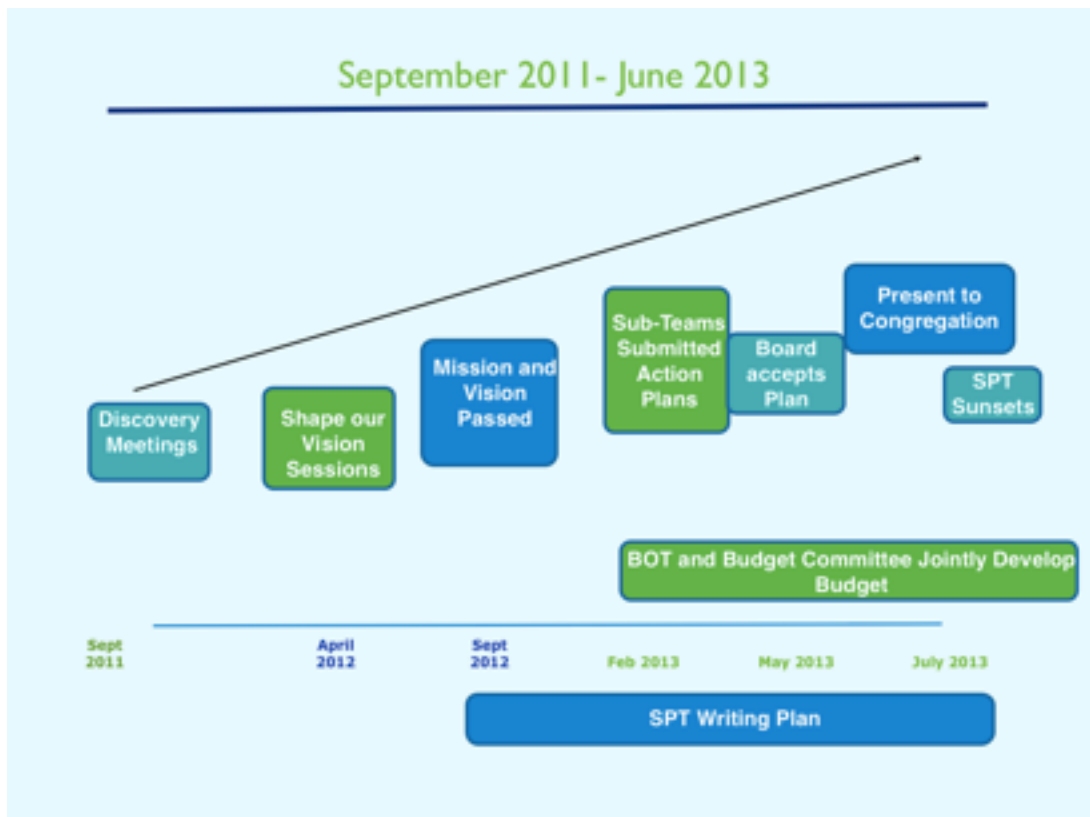 September 2011- June 2013
Discovery
Meetings
Shape our
Vision
Sessions
Mission and
Vision
Passed
Sub-Teams
Submitted
Action
Plans
Board
accepts
Plan
Present to
Congregation
SPT
Sunsets
BOT and Budget Committee Jointly Develop
Budget
Sept
2011
April
2012
Sept
2012
Feb 2013
May 2013
July 2013
SPT Writing Plan